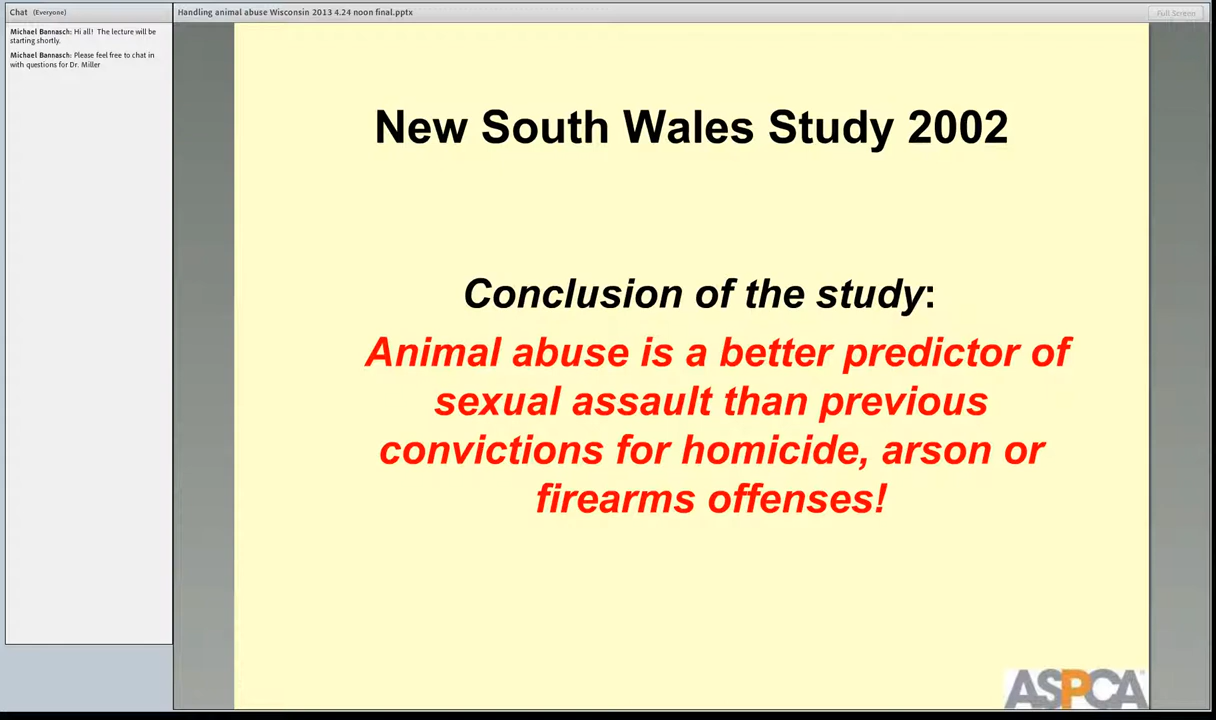 Chat (Everyone)
Michael Bannasch: Hi all! The lecture will be
starting shortly.
Michael Bannasch: Please feel free to chat in
with questions for Dr. Miller
Handling animal abuse Wisconsin 2013 4.24 noon final.pptx
Full Screen
New South Wales Study 2002
Conclusion of the study:
Animal abuse is a better predictor of
sexual assault than previous
convictions for homicide, arson or
firearms offenses!
ASPCA